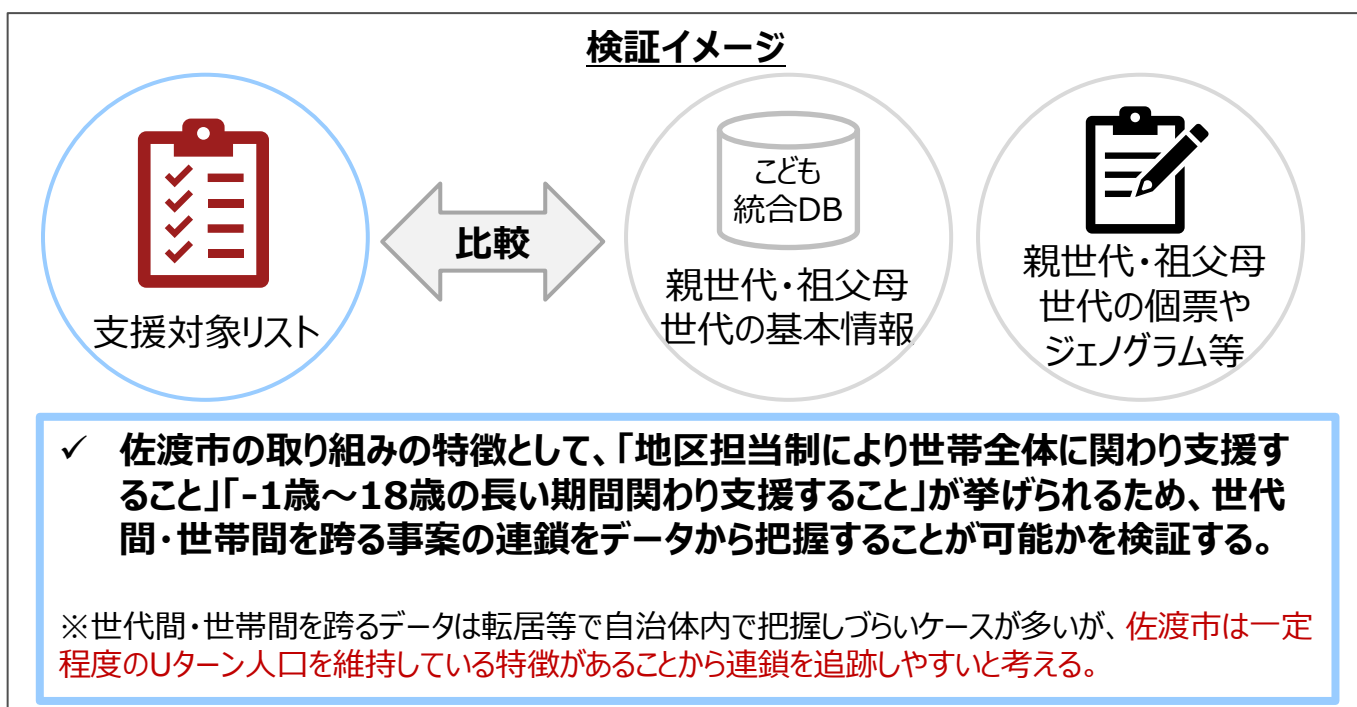 検証イメージ
支援対象リスト
比較
こども
統合DB
親世代・祖父母
世代の基本情報
親世代・祖父母
世代の個票や
ジェノグラム等
✓ 佐渡市の取り組みの特徴として、「地区担当制により世帯全体に関わり支援す
ること」「-1歳～18歳の長い期間関わり支援すること」が挙げられるため、世代
間・世帯間を跨る事案の連鎖をデータから把握することが可能かを検証する。
※世代間・世帯間を跨るデータは転居等で自治体内で把握しづらいケースが多いが、佐渡市は一定
程度のUターン人口を維持している特徴があることから連鎖を追跡しやすいと考える。